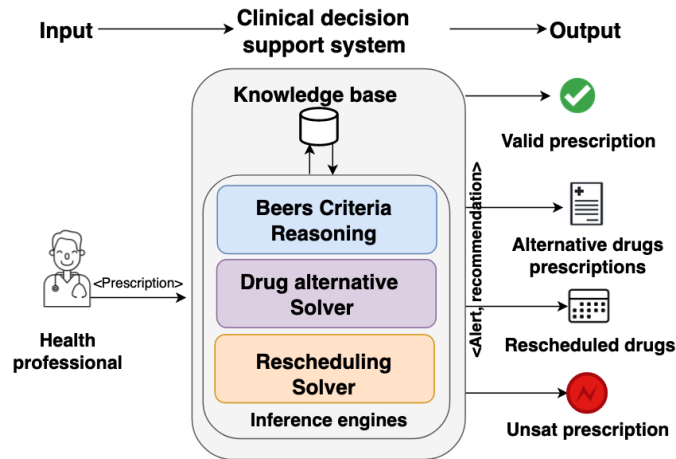 Input
Clinical decision
support system
Output
Knowledge base
Valid prescription
<Alert, recommendation>
Beers Criteria
Reasoning
Alternative drugs
prescriptions
<Prescription>
Drug alternative
Solver
Health
professional
Rescheduled drugs
Rescheduling
Solver
Inference engines
Unsat prescription